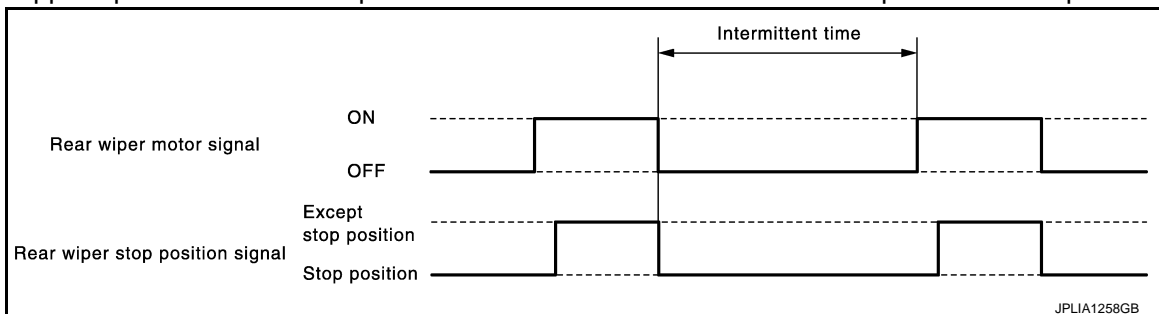 Intermittent time
ON
Rear wiper motor signal
OFF
Except
stop position
Rear wiper stop position signal
Stop position
JPLIA1258GB